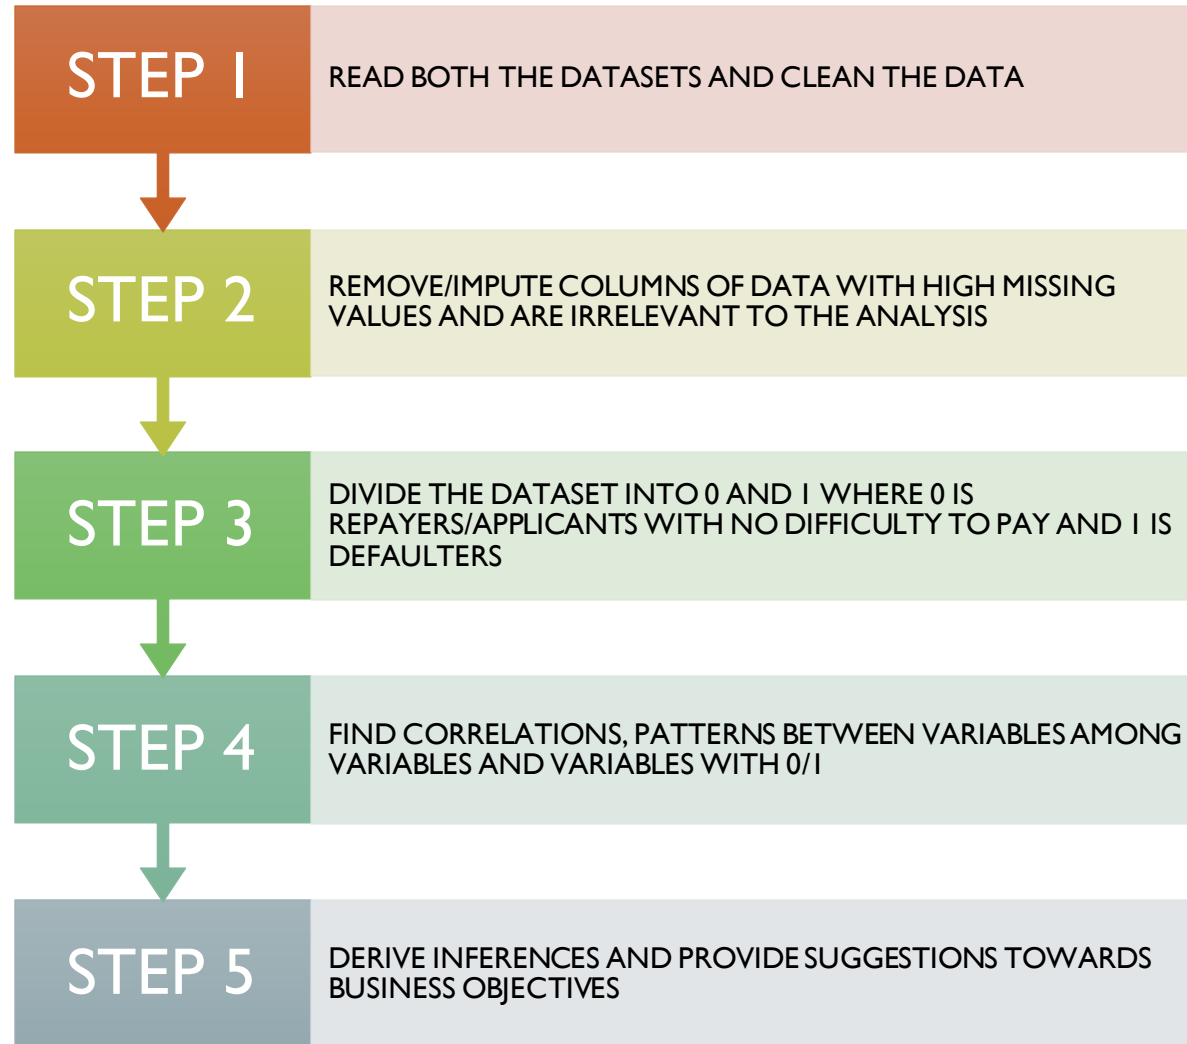 STEP 1
READ BOTH THE DATASETS AND CLEAN THE DATA
STEP 2
REMOVE/IMPUTE COLUMNS OF DATA WITH HIGH MISSING
VALUES AND ARE IRRELEVANT TO THE ANALYSIS
STEP 3
DIVIDE THE DATASET INTO 0 AND 1 WHERE 0 IS
REPAYERS/APPLICANTS WITH NO DIFFICULTY TO PAY AND 1 IS
DEFAULTERS
STEP 4
FIND CORRELATIONS, PATTERNS BETWEEN VARIABLES AMONG
VARIABLES AND VARIABLES WITH 0/1
STEP 5
DERIVE INFERENCES AND PROVIDE SUGGESTIONS TOWARDS
BUSINESS OBJECTIVES